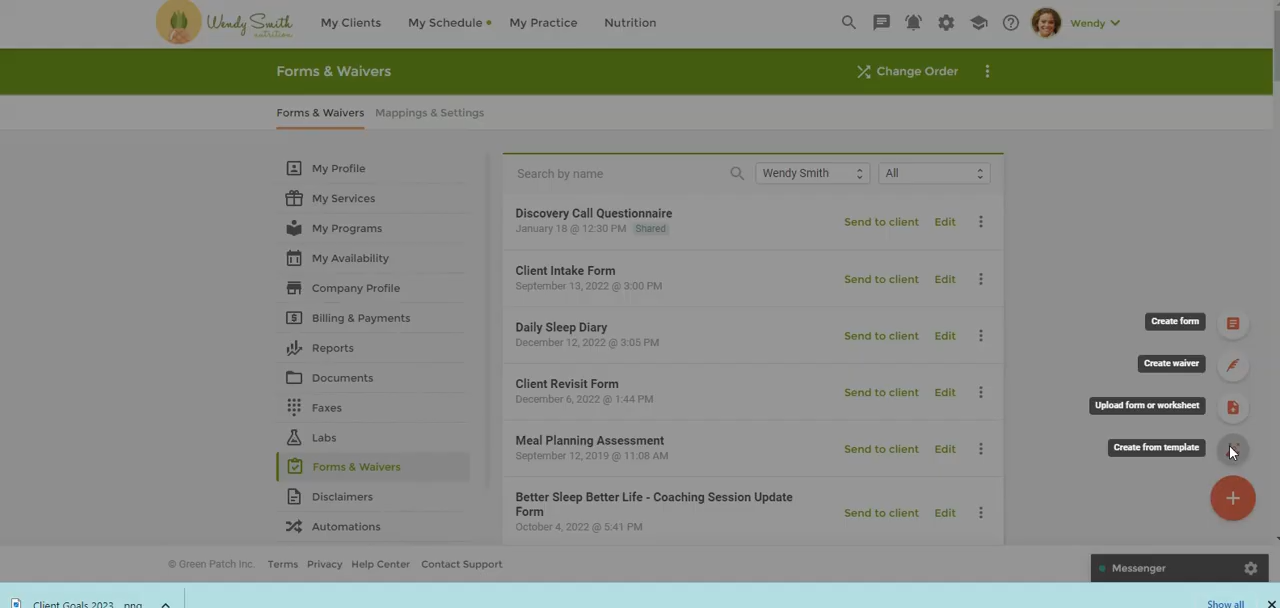 Wendy Smith
nutrition
My Clients
My Schedule
My Practice
Nutrition
Wendy
Forms & Waivers
Change Order
Forms & Waivers
Mappings & Settings
My Profile
My Services
My Programs
My Availability
Company Profile
Billing & Payments
Reports
Documents
Faxes
Labs
Forms & Waivers
Disclaimers
Automations
Search by name
Wendy Smith
All
Discovery Call Questionnaire
January 18 @ 12:30 PM Shared
Send to client Edit
Client Intake Form
September 13, 2022 @ 3:00 PM
Send to client Edit
Daily Sleep Diary
December 12, 2022 @ 3:05 PM
Send to client Edit
Client Revisit Form
December 6, 2022 @ 1:44 PM
Send to client Edit
Meal Planning Assessment
September 12, 2019 @ 11:08 AM
Send to client Edit
Better Sleep Better Life - Coaching Session Update
Form
October 4, 2022 @ 5:41 PM
Send to client Edit
Create form
Create waiver
Upload form or worksheet
Create from template
© Green Patch Inc. Terms Privacy Help Center Contact Support
Messenger
Client Goals 2023_.png
Show all